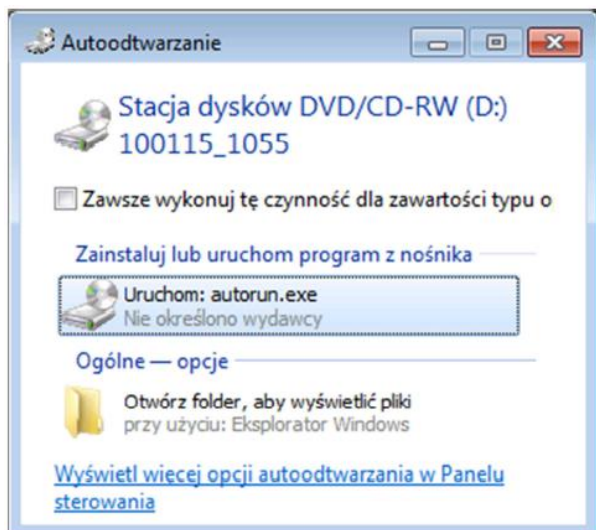 Autoodtwarzanie
Stacja dysków DVD/CD-RW (D:)
100115_1055
Zawsze wykonuj tę czynność dla zawartości typu o
Zainstaluj lub uruchom program z nośnika
Uruchom: autorun.exe
Nie określono wydawcy
Ogólne — opcje
Otwórz folder, aby wyświetlić pliki
przy użyciu: Eksplorator Windows
Wyświetl więcej opcji autoodtwarzania w Panelu
sterowania